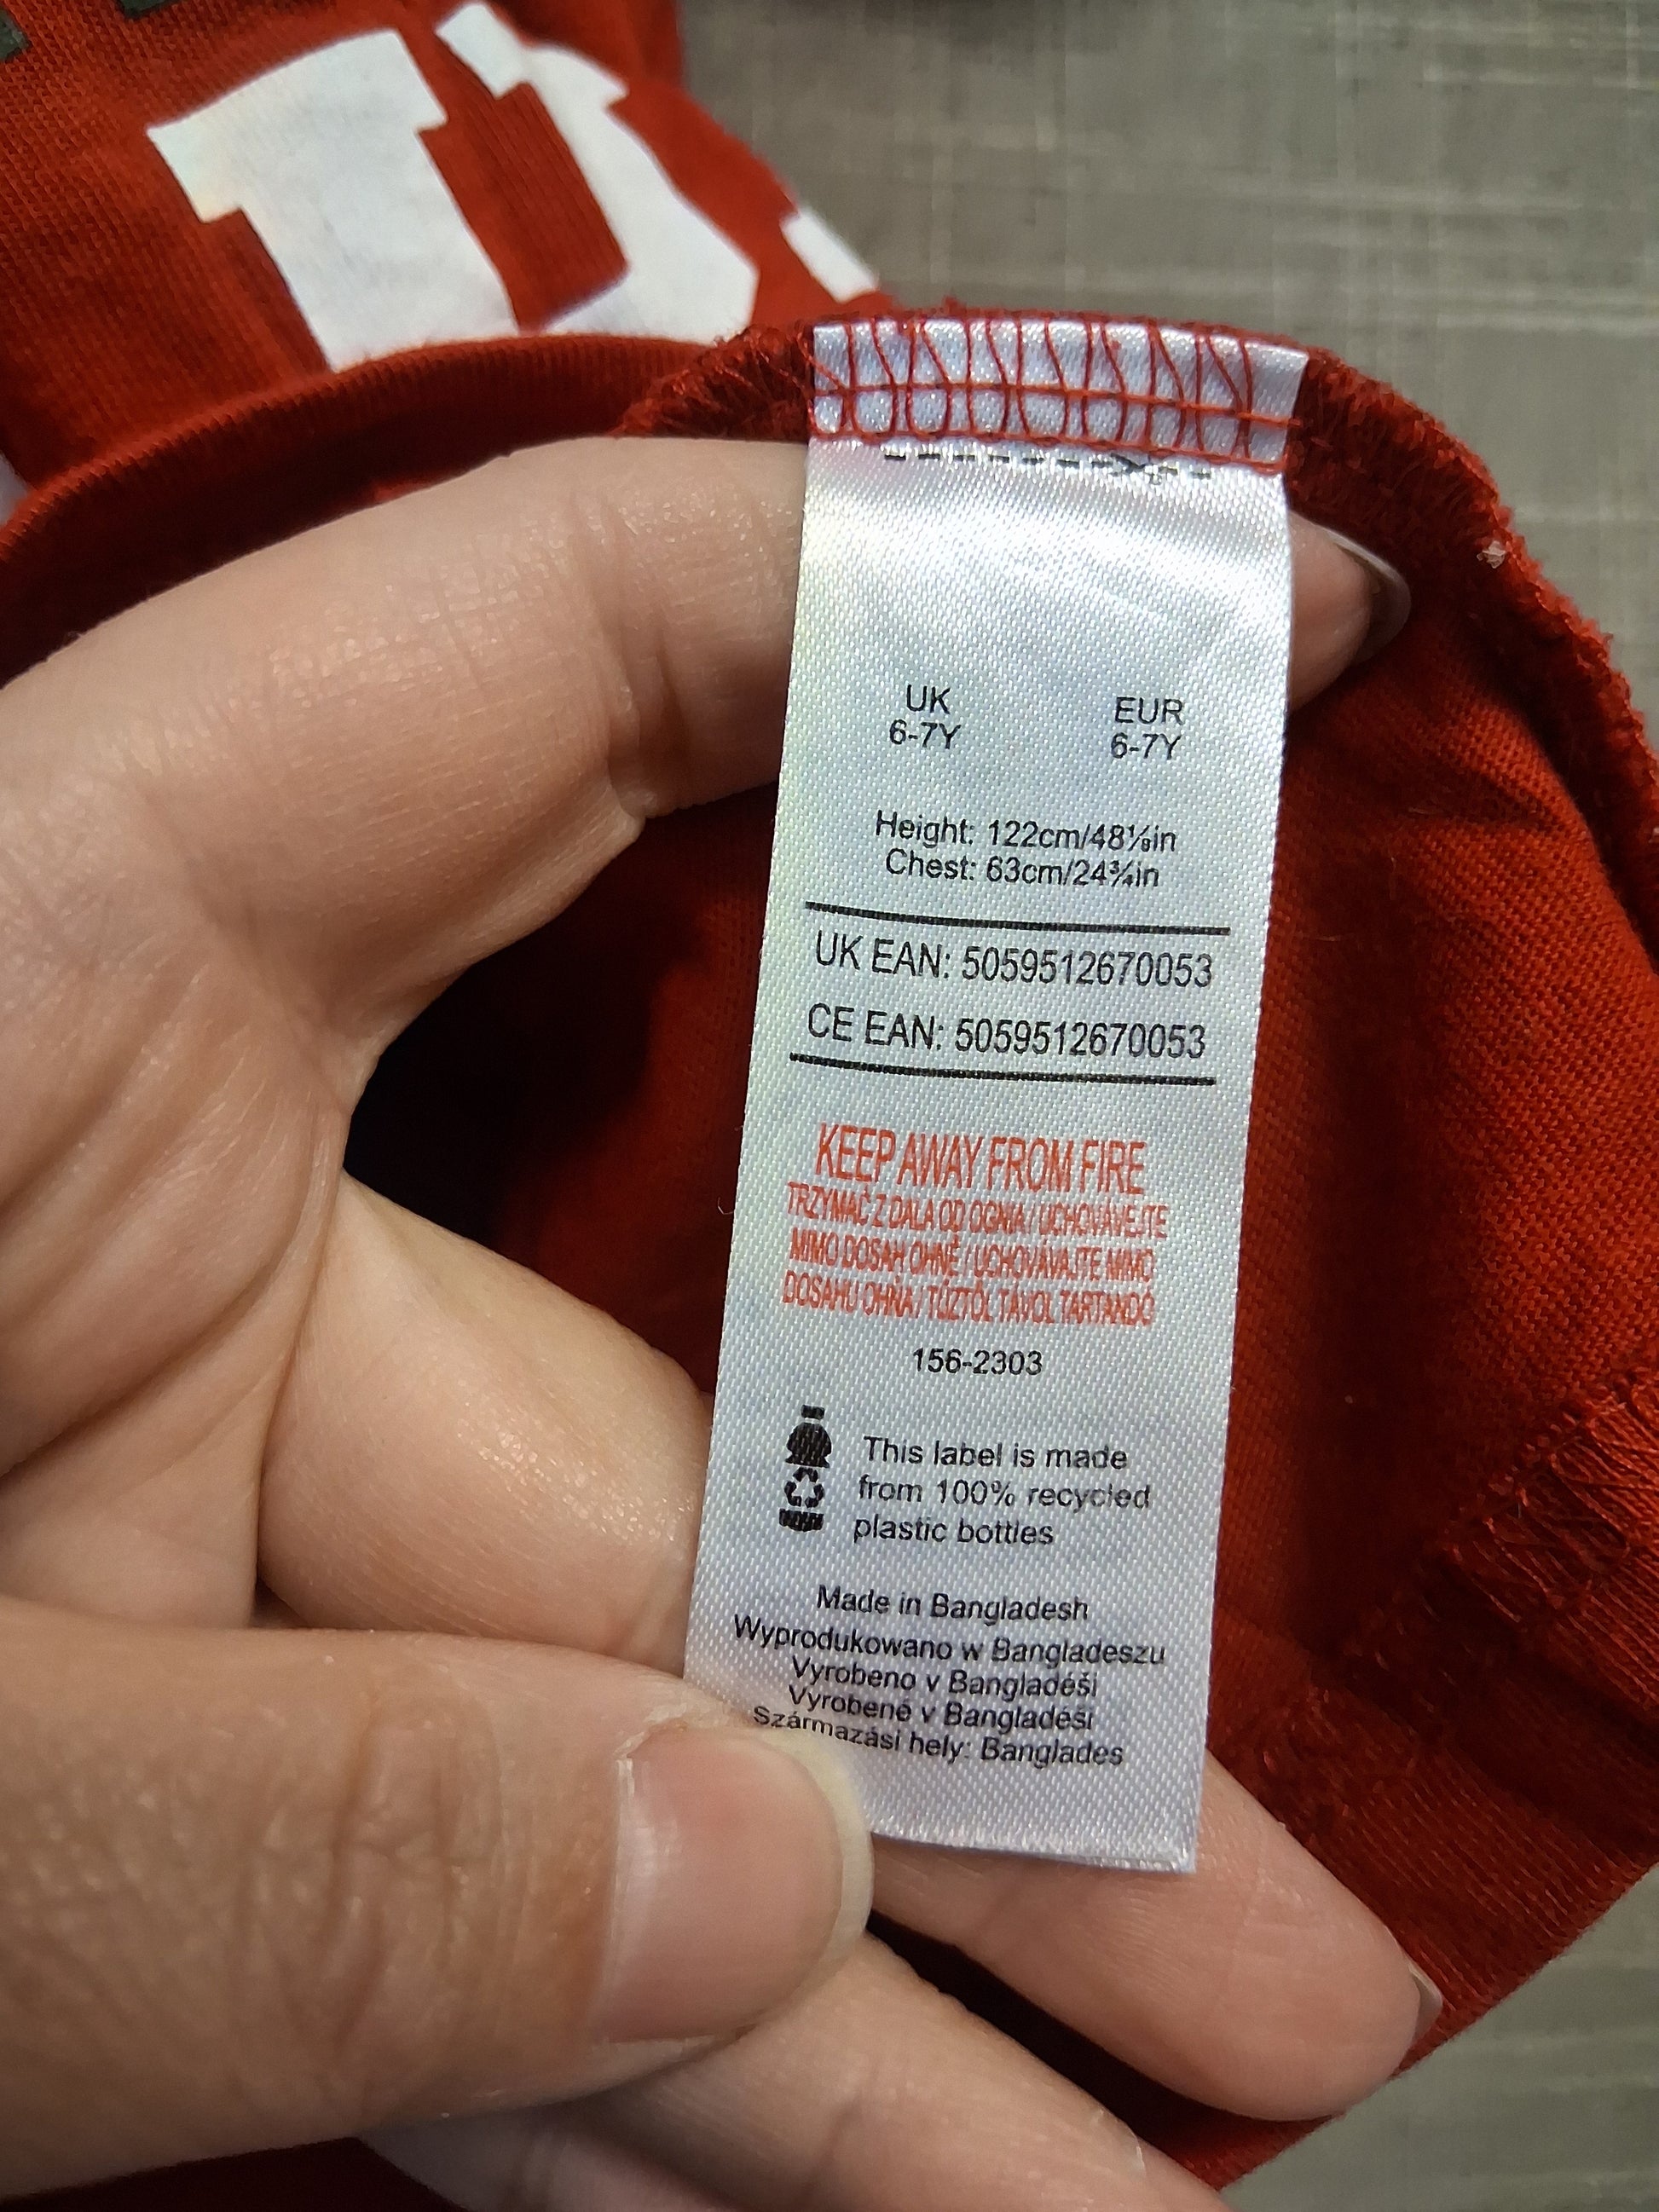 UK EUR
6-7Y 6-7Y
Height: 122cm/48⅛in
Chest: 63cm/24¾in
UK EAN: 5059512670053
CE EAN: 5059512670053
KEEP AWAY FROM FIRE
TRZYMAĆ Z DALA OD OGNIA / UCHOVÁVEJTE
MIMO DOSAH OHNĚ / UCHOVÁVAJTE MIMO
DOSAHU OHŇA / TŰZTŐL TÁVOL TARTANDÓ
156-2303
This label is made
from 100% recycled
plastic bottles
Made in Bangladesh
Wyprodukowano w Bangladeszu
Vyrobeno v Bangladéši
Vyrobené v Bangladéši
Származási hely: Banglades